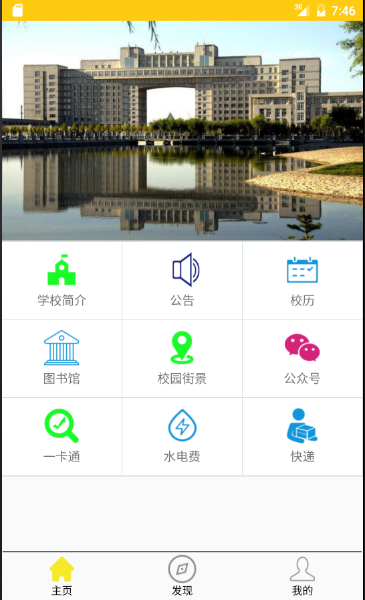 3G 7:46
学校简介 公告 校历
图书馆 校园街景 公众号
一卡通 水电费 快递
主页 发现 我的